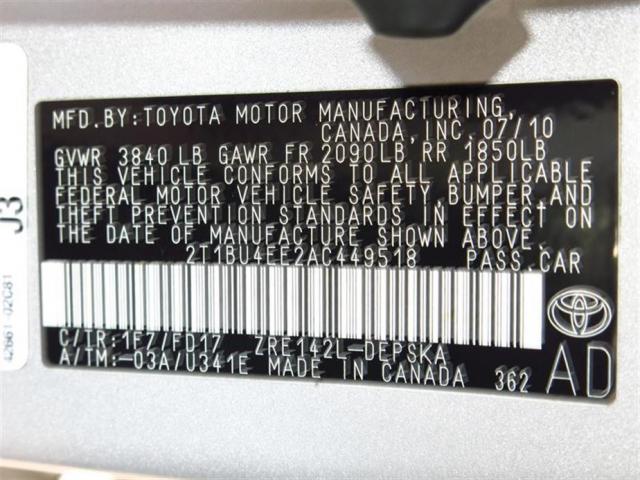 MFD.BY:TOYOTA MOTOR MANUFACTURING,
CANADA, INC.07/10
GVWR 3840 LB GAWR FR 2090LB, RR 1850LB
THIS VEHICLE CONFORMS TO ALL APPLICABLE
FEDERAL MOTOR VEHICLE SAFETY, BUMPER,AND
THEFT PREVENTION STANDARDS IN EFFECT ON
THE DATE OF MANUFACTURE SHOWN ABOVE.
2T1BU4EE2AC449518 PASS.CAR
C/TR:1F7/FD17 ZRE142L-DEPSKA
A/TM:-03A/U341E MADE IN CANADA 362
AD
J3
42661-02C81